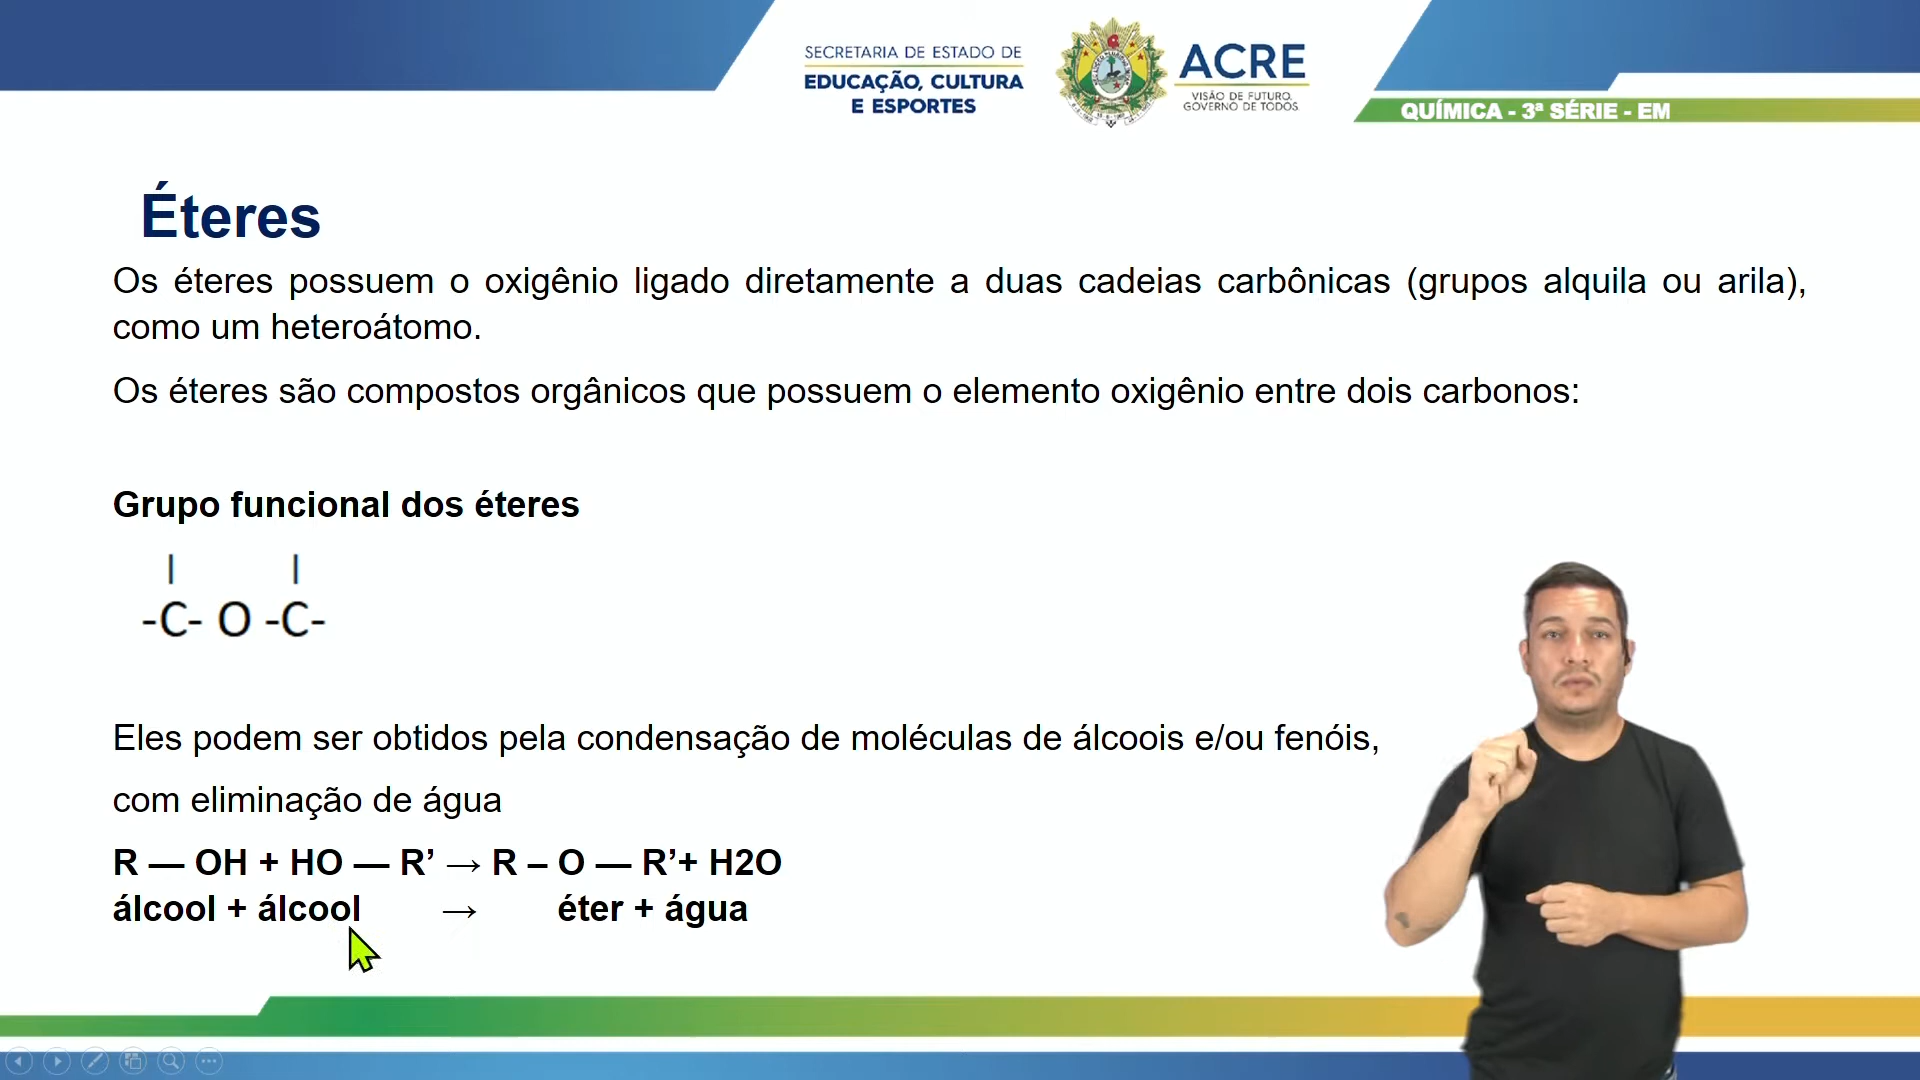 SECRETARIA DE ESTADO DE
EDUCAÇÃO, CULTURA
E ESPORTES
ACRE
VISÃO DE FUTURO.
GOVERNO DE TODOS.
QUÍMICA - 3ª SÉRIE - EM
Éteres
Os éteres possuem o oxigênio ligado diretamente a duas cadeias carbônicas (grupos alquila ou arila),
como um heteroátomo.
Os éteres são compostos orgânicos que possuem o elemento oxigênio entre dois carbonos:
Grupo funcional dos éteres
| |
-C- O -C-
Eles podem ser obtidos pela condensação de moléculas de álcoois e/ou fenóis,
com eliminação de água
R — OH + HO — R’ → R – O — R’+ H2O
álcool + álcool → éter + água